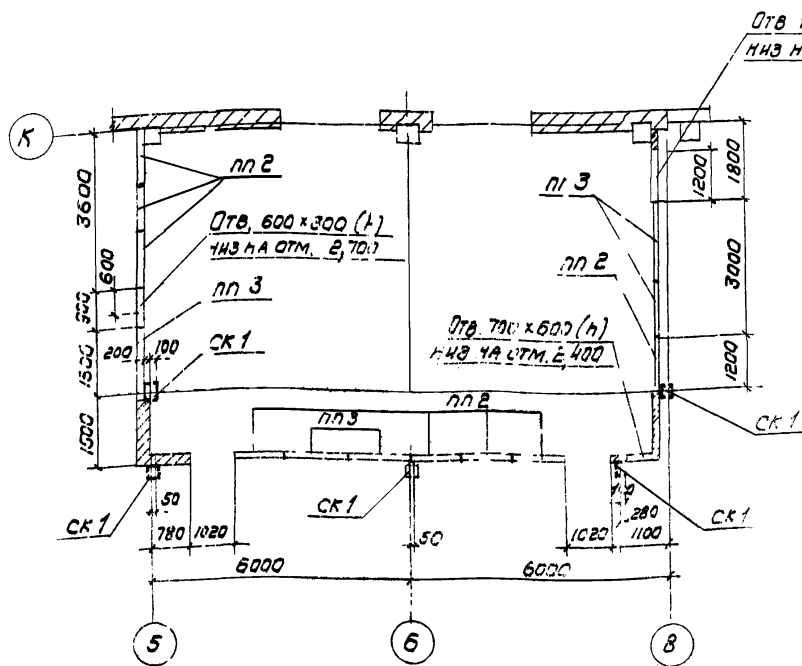 Отв
низ н
К
3600
600
900
1500
1500
200
100
пп 2
Отв. 600×300 (h)
низ на отм. 2,700
пп 3
ск 1
пп 3
пп 2
Отв. 700×600 (h)
низ на отм. 2,400
1800
1200
3000
1200
пп 2
пп 3
ск 1
ск 1
ск 1
ск 1
50
780
1020
50
1020
280
1100
6000
6000
5
6
8